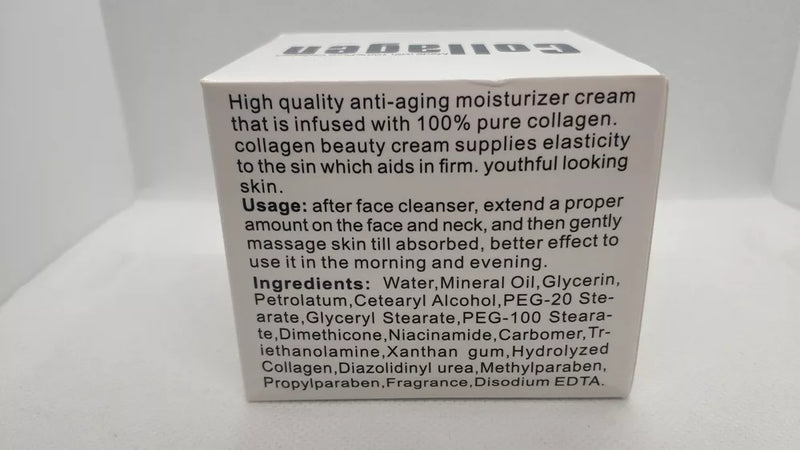 Collagen
High quality anti-aging moisturizer cream
that is infused with 100% pure collagen.
collagen beauty cream supplies elasticity
to the sin which aids in firm. youthful looking
skin.
Usage: after face cleanser, extend a proper
amount on the face and neck, and then gently
massage skin till absorbed, better effect to
use it in the morning and evening.
Ingredients: Water,Mineral Oil,Glycerin,
Petrolatum,Cetearyl Alcohol,PEG-20 Ste-
arate,Glyceryl Stearate,PEG-100 Steara-
te,Dimethicone,Niacinamide,Carbomer,Tr-
iethanolamine,Xanthan gum,Hydrolyzed
Collagen,Diazolidinyl urea,Methylparaben,
Propylparaben,Fragrance,Disodium EDTA.